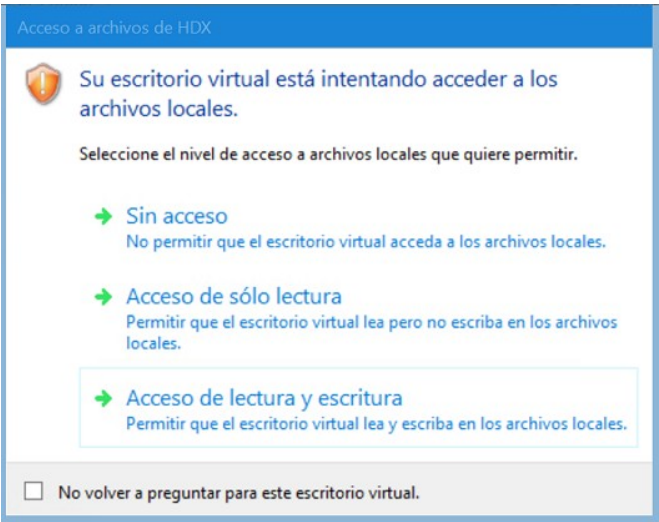 Acceso a archivos de HDX
Su escritorio virtual está intentando acceder a los
archivos locales.
Seleccione el nivel de acceso a archivos locales que quiere permitir.
Sin acceso
No permitir que el escritorio virtual acceda a los archivos locales.
Acceso de sólo lectura
Permitir que el escritorio virtual lea pero no escriba en los archivos
locales.
Acceso de lectura y escritura
Permitir que el escritorio virtual lea y escriba en los archivos locales.
No volver a preguntar para este escritorio virtual.